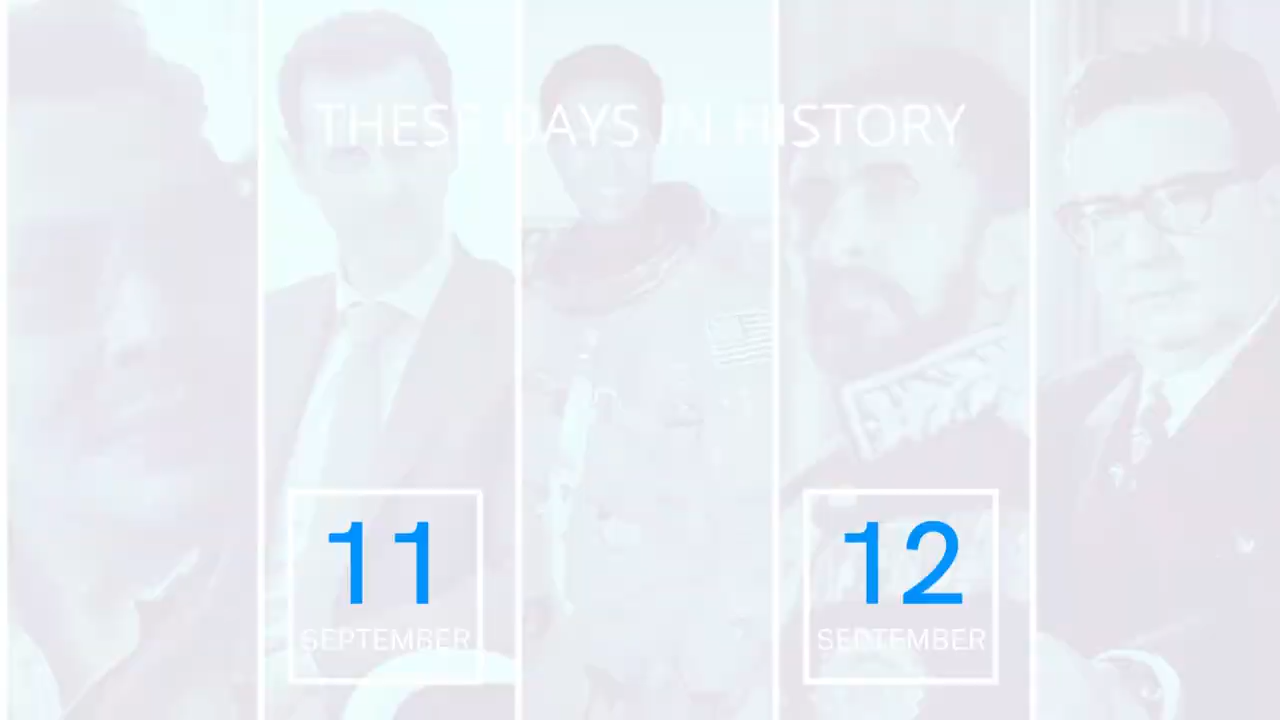 THESE DAYS IN HISTORY
11
SEPTEMBER
12
SEPTEMBER